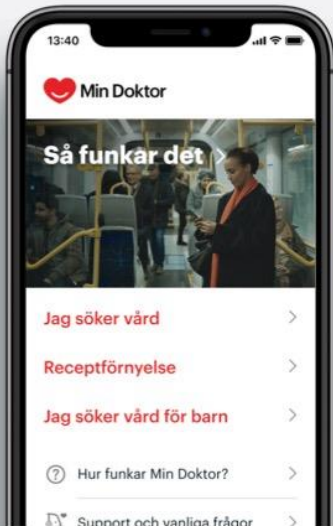 13:40
Min Doktor
Så funkar det
Jag söker vård
Receptförnyelse
Jag söker vård för barn
Hur funkar Min Doktor?
Support och vanliga frågor